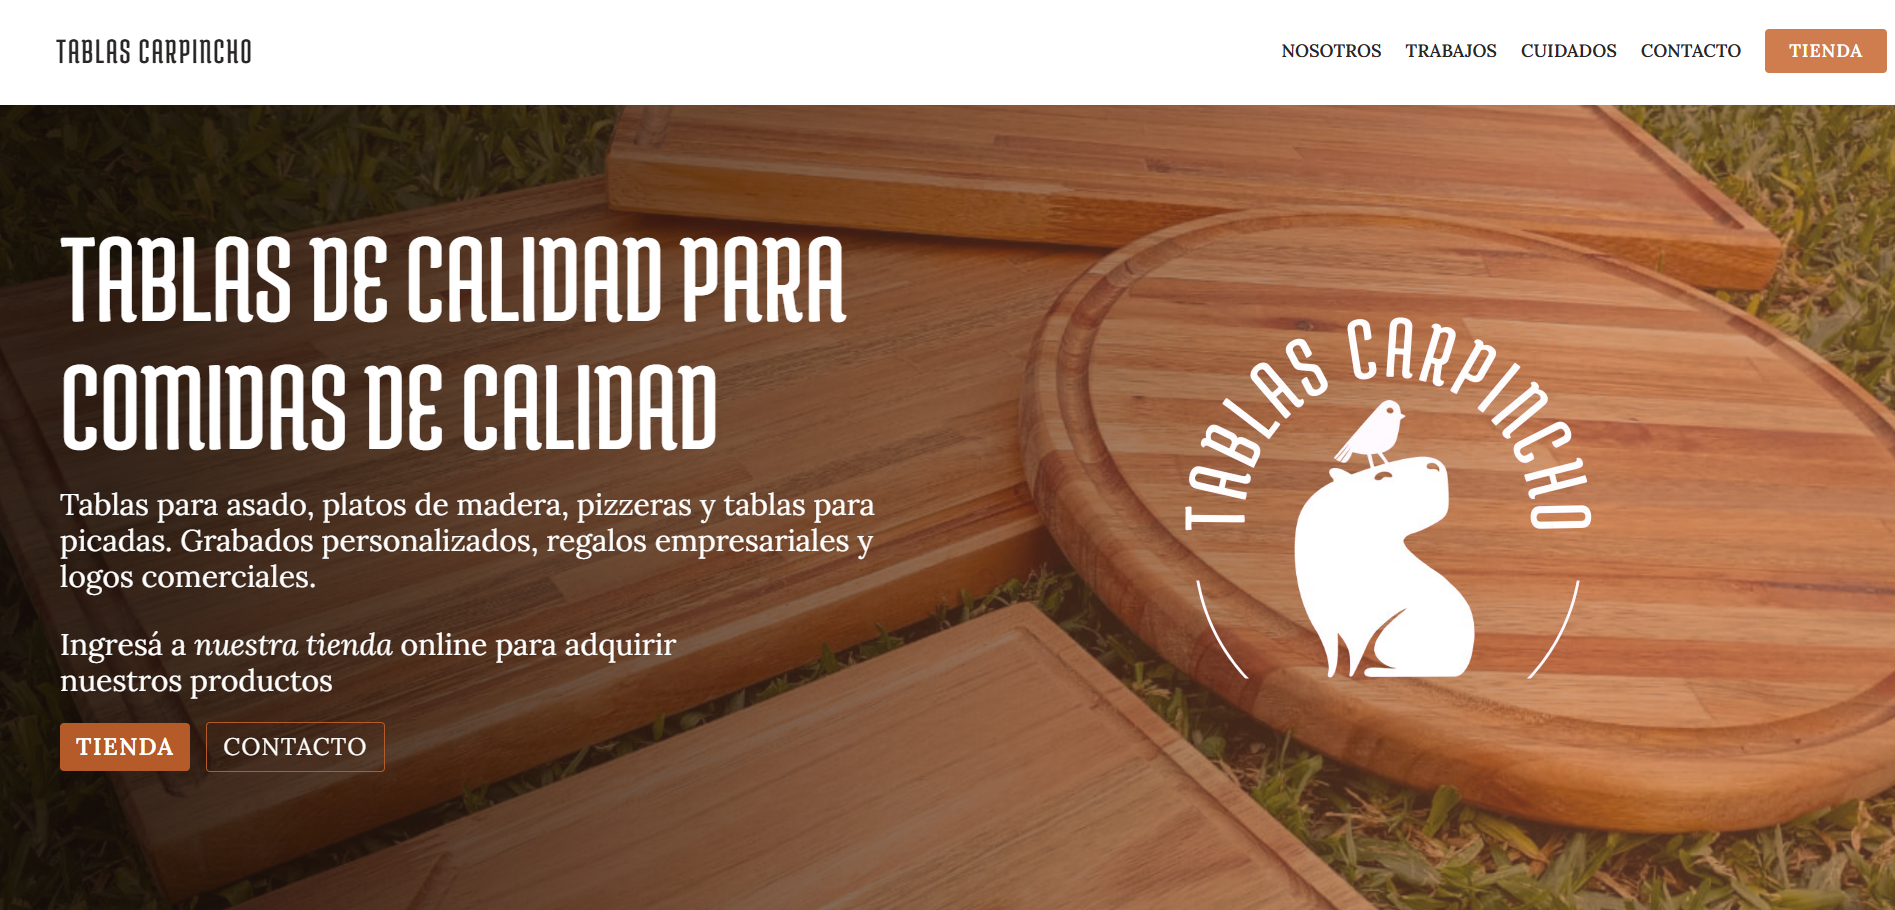 TABLAS CARPINCHO
NOSOTROS TRABAJOS CUIDADOS CONTACTO TIENDA
TABLAS DE CALIDAD PARA
COMIDAS DE CALIDAD
Tablas para asado, platos de madera, pizzeras y tablas para
picadas. Grabados personalizados, regalos empresariales y
logos comerciales.
Ingresá a nuestra tienda online para adquirir
nuestros productos
TIENDA CONTACTO
TABLAS CARPINCHO